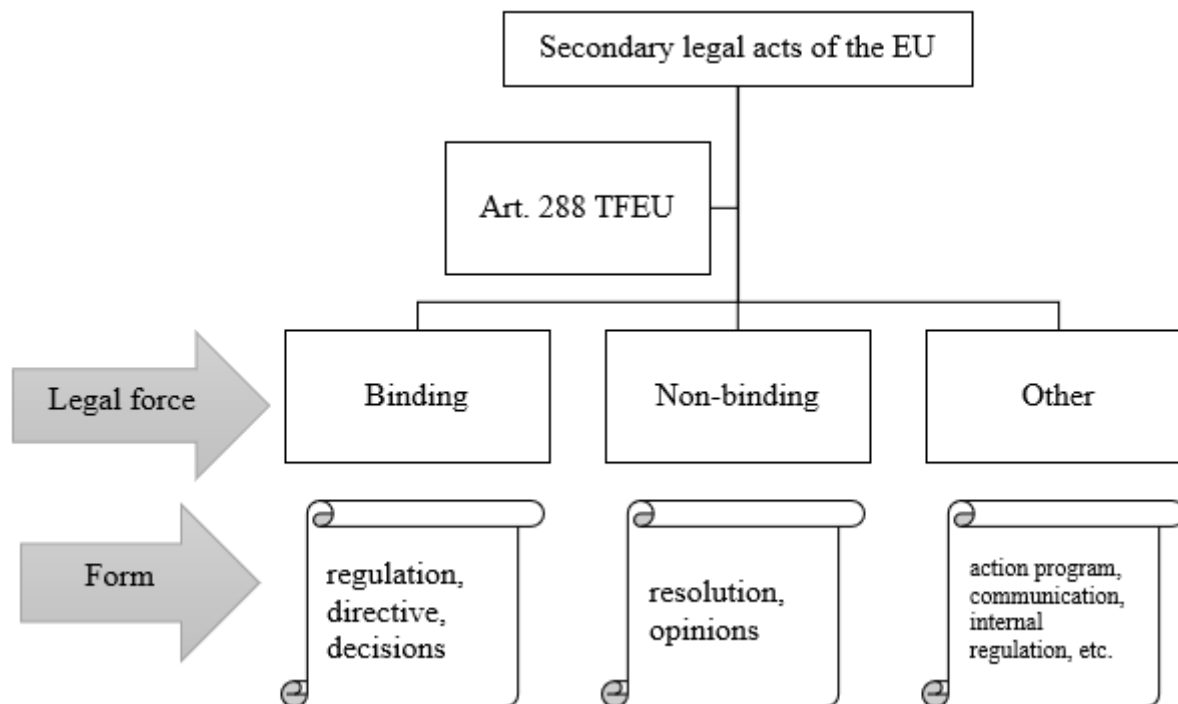 Secondary legal acts of the EU
Art. 288 TFEU
Legal force
Binding
Non-binding
Other
Form
regulation,
directive,
decisions
resolution,
opinions
action program,
communication,
internal
regulation, etc.